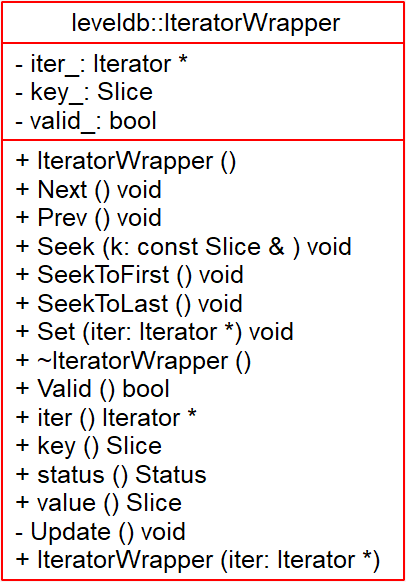 leveldb::IteratorWrapper
- iter_: Iterator *
- key_: Slice
- valid_: bool
+ IteratorWrapper ()
+ Next () void
+ Prev () void
+ Seek (k: const Slice & ) void
+ SeekToFirst () void
+ SeekToLast () void
+ Set (iter: Iterator *) void
+ ~IteratorWrapper ()
+ Valid () bool
+ iter () Iterator *
+ key () Slice
+ status () Status
+ value () Slice
- Update () void
+ IteratorWrapper (iter: Iterator *)